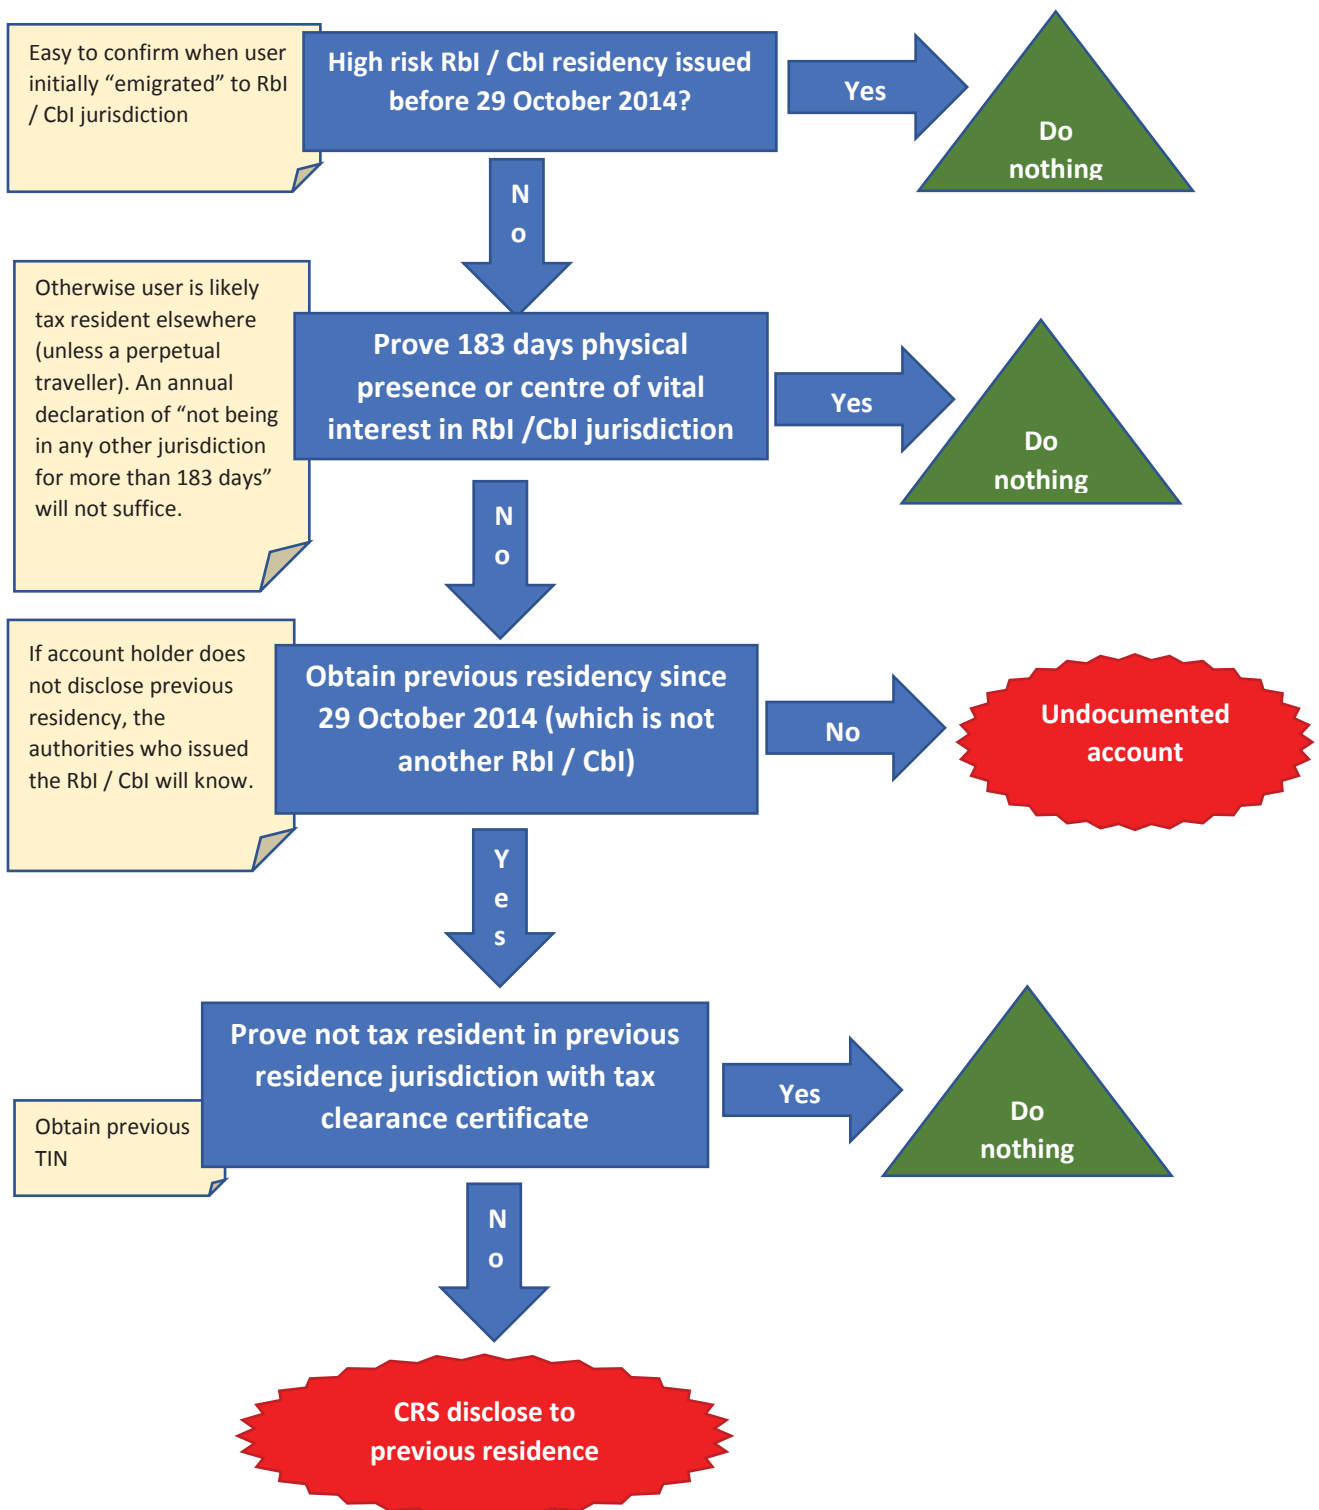 Easy to confirm when user
initially “emigrated” to RbI
/ CbI jurisdiction
High risk RbI / CbI residency issued
before 29 October 2014?
Yes
Do
nothing
N
o
Otherwise user is likely
tax resident elsewhere
(unless a perpetual
traveller). An annual
declaration of “not being
in any other jurisdiction
for more than 183 days”
will not suffice.
Prove 183 days physical
presence or centre of vital
interest in RbI /CbI jurisdiction
Yes
Do
nothing
N
o
If account holder does
not disclose previous
residency, the
authorities who issued
the RbI / CbI will know.
Obtain previous residency since
29 October 2014 (which is not
another RbI / CbI)
No
Undocumented
account
Y
e
s
Prove not tax resident in previous
residence jurisdiction with tax
clearance certificate
Yes
Do
nothing
Obtain previous
TIN
N
o
CRS disclose to
previous residence